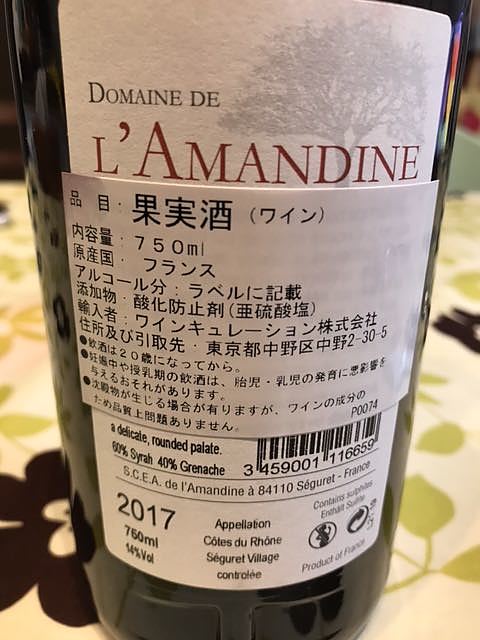 DOMAINE DE
L'AMANDINE
品 目：果実酒（ワイン）
内容量：７５０ml
原産国： フランス
アルコール分：ラベルに記載
添加物：酸化防止剤(亜硫酸塩)
輸入者：ワインキュレーション株式会社
住所及び引取先：東京都中野区中野2-30-5
●飲酒は２０歳になってから。
●妊娠中や授乳期の飲酒は、胎児・乳児の発育に悪影響を
与えるおそれがあります。
●沈殿物が生じる場合が有りますが、ワインの成分の
ため品質上問題ありません。
P0074
a delicate, rounded palate.
60% Syrah 40% Grenache
3 459001 116659
S.C.E.A. de l'Amandine à 84110 Séguret - France
2017
750ml
14%Vol
Appellation
Côtes du Rhône
Séguret Village
controlée
Contains sulphites
Enthält Sulfite
Product of France